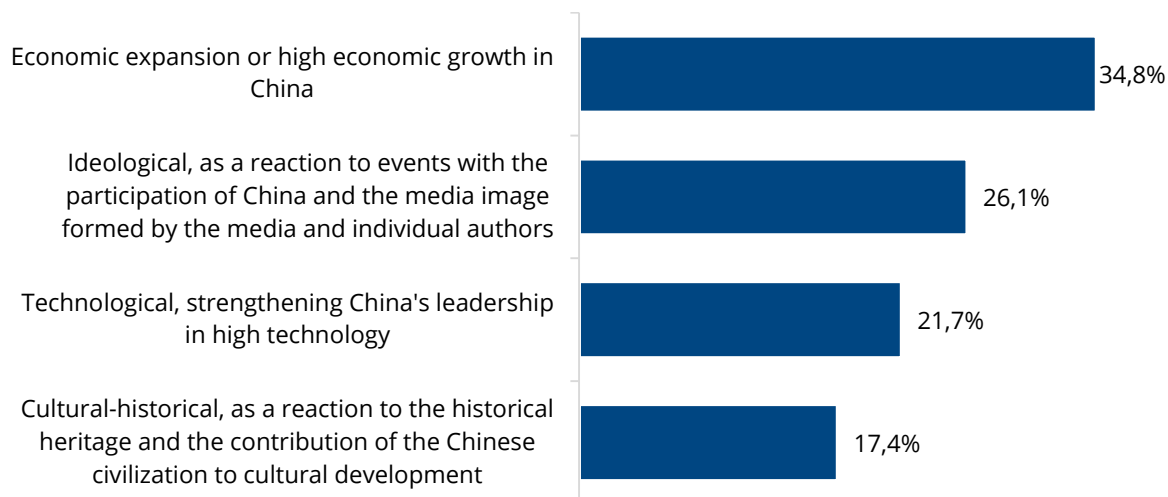 Economic expansion or high economic growth in
China
34,8%
Ideological, as a reaction to events with the
participation of China and the media image
formed by the media and individual authors
26,1%
Technological, strengthening China's leadership
in high technology
21,7%
Cultural-historical, as a reaction to the historical
heritage and the contribution of the Chinese
civilization to cultural development
17,4%